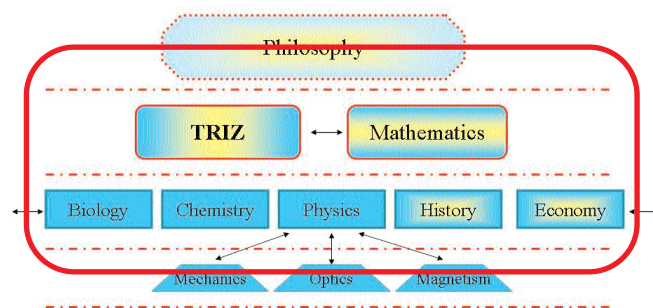 Philosophy
TRIZ Mathematics
Biology Chemistry Physics History Economy
Mechanics Optics Magnetism